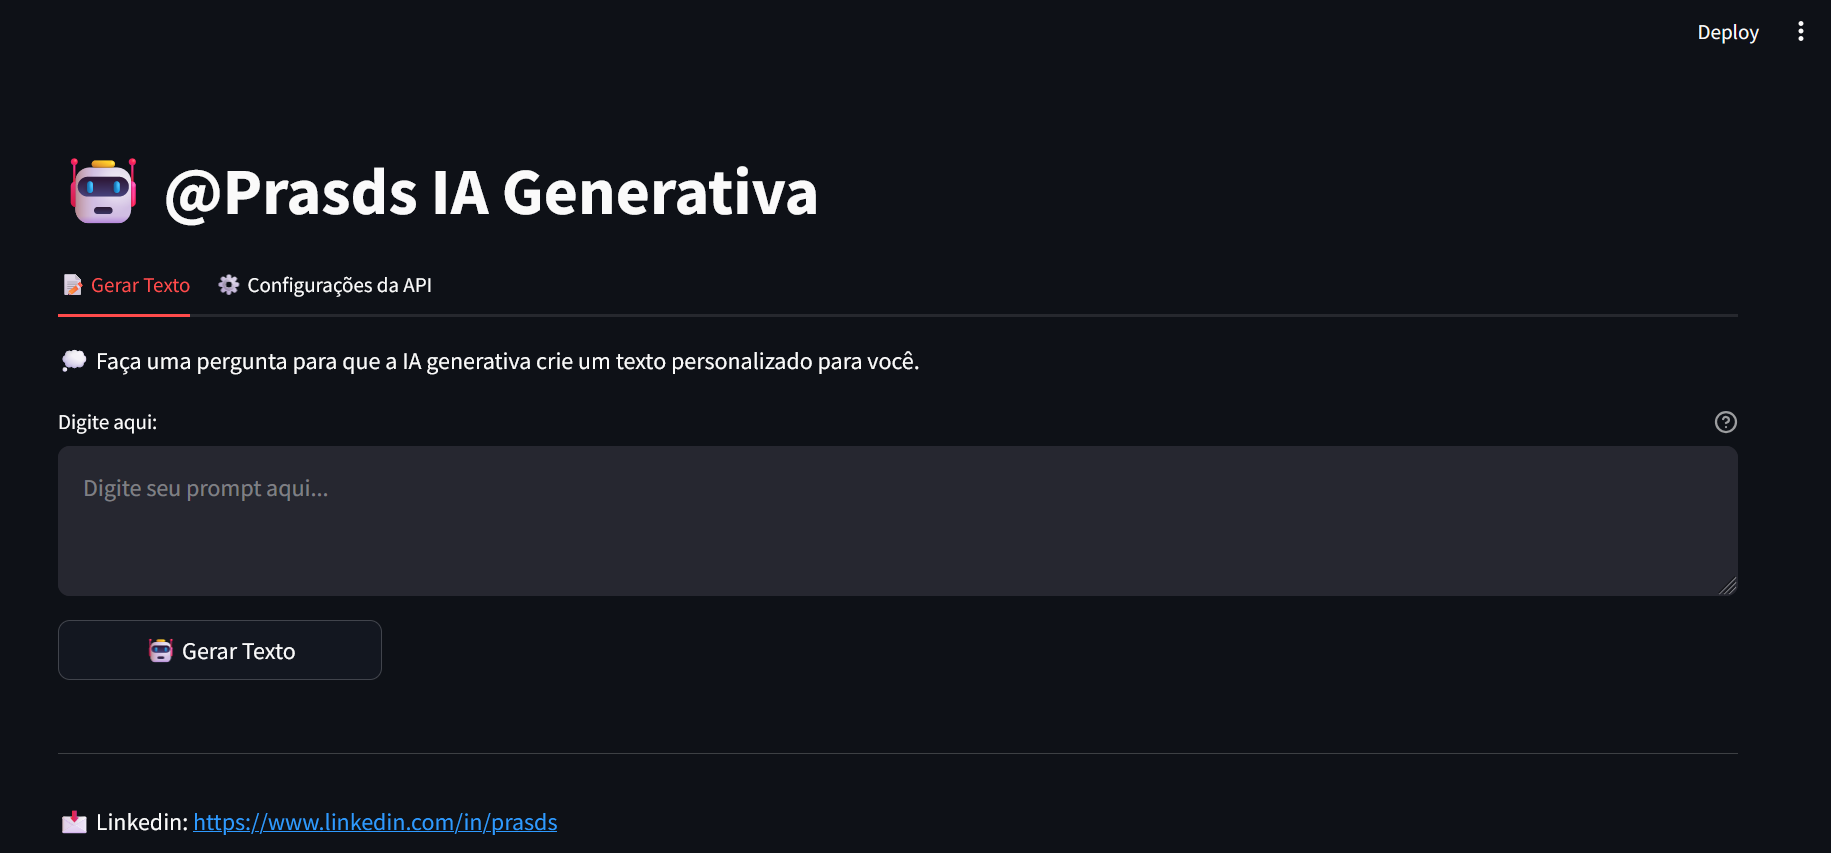 Deploy
@Prasds IA Generativa
Gerar Texto
Configurações da API
Faça uma pergunta para que a IA generativa crie um texto personalizado para você.
Digite aqui:
Digite seu prompt aqui...
Gerar Texto
Linkedin: https://www.linkedin.com/in/prasds